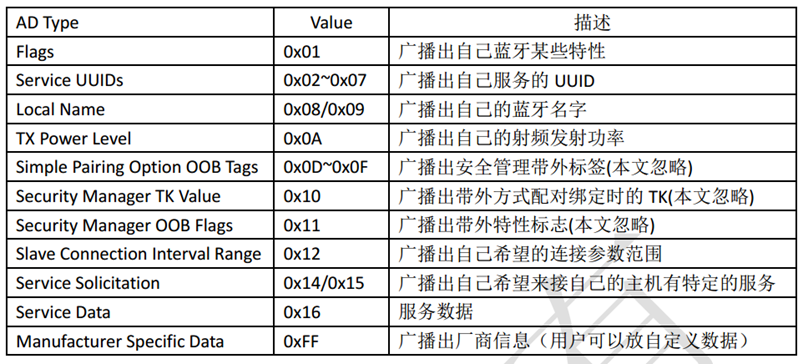 AD Type Value 描述
Flags 0x01 广播出自己蓝牙某些特性
Service UUIDs 0x02~0x07 广播出自己服务的 UUID
Local Name 0x08/0x09 广播出自己的蓝牙名字
TX Power Level 0x0A 广播出自己的射频发射功率
Simple Pairing Option OOB Tags 0x0D~0x0F 广播出安全管理带外标签(本文忽略)
Security Manager TK Value 0x10 广播出带外方式配对绑定时的 TK(本文忽略)
Security Manager OOB Flags 0x11 广播出带外特性标志(本文忽略)
Slave Connection Interval Range 0x12 广播出自己希望的连接参数范围
Service Solicitation 0x14/0x15 广播出自己希望来接自己的主机有特定的服务
Service Data 0x16 服务数据
Manufacturer Specific Data 0xFF 广播出厂商信息（用户可以放自定义数据）